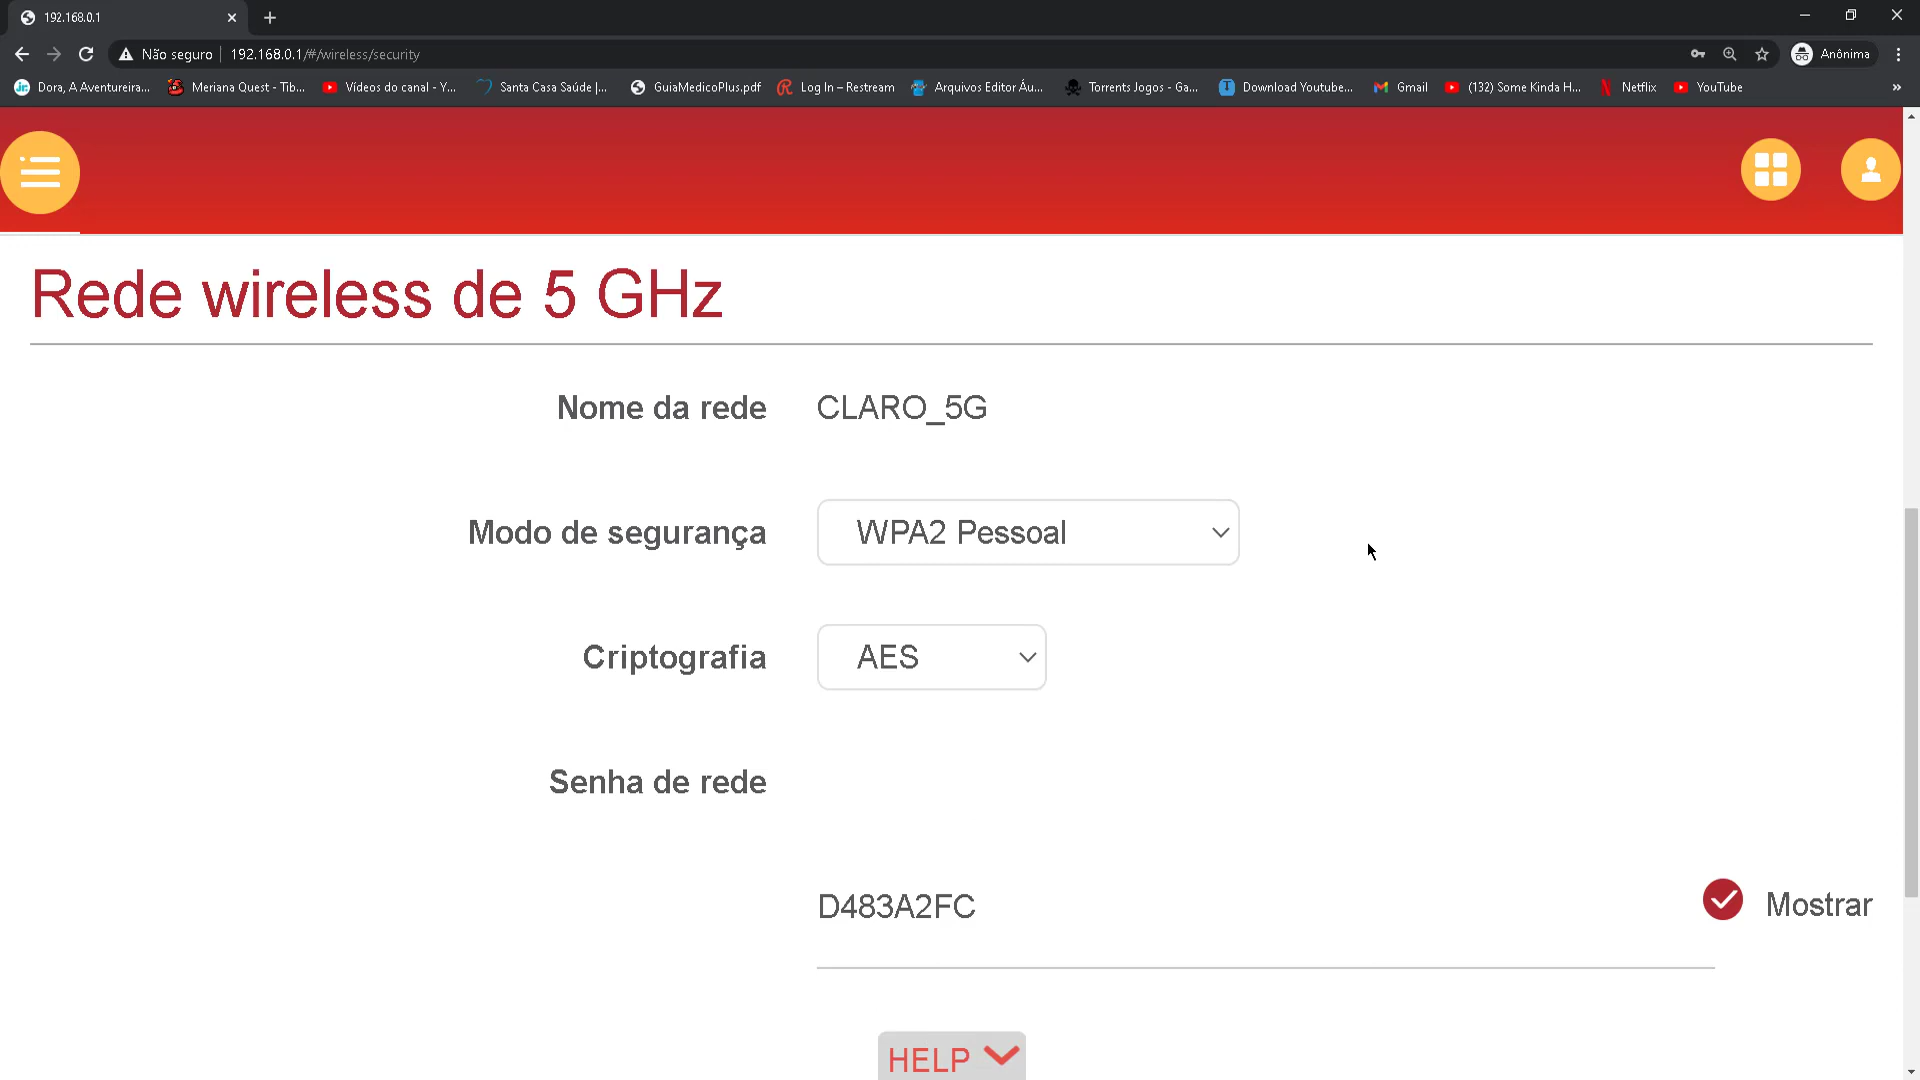 192.168.0.1
Não seguro
192.168.0.1/#/wireless/security
Anônima
Dora, A Aventureira...
Meriana Quest - Tib...
Vídeos do canal - Y...
Santa Casa Saúde |...
GuiaMedicoPlus.pdf
Log In – Restream
Arquivos Editor Áu...
Torrents Jogos - Ga...
Download Youtube...
Gmail
(132) Some Kinda H...
Netflix
YouTube
Rede wireless de 5 GHz
Nome da rede CLARO_5G
Modo de segurança WPA2 Pessoal
Criptografia AES
Senha de rede
D483A2FC Mostrar
HELP